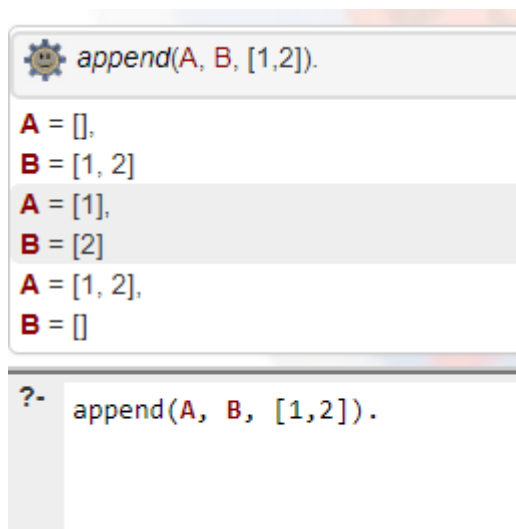 append(A, B, [1,2]).
A = [],
B = [1, 2]
A = [1],
B = [2]
A = [1, 2],
B = []
?- append(A, B, [1,2]).